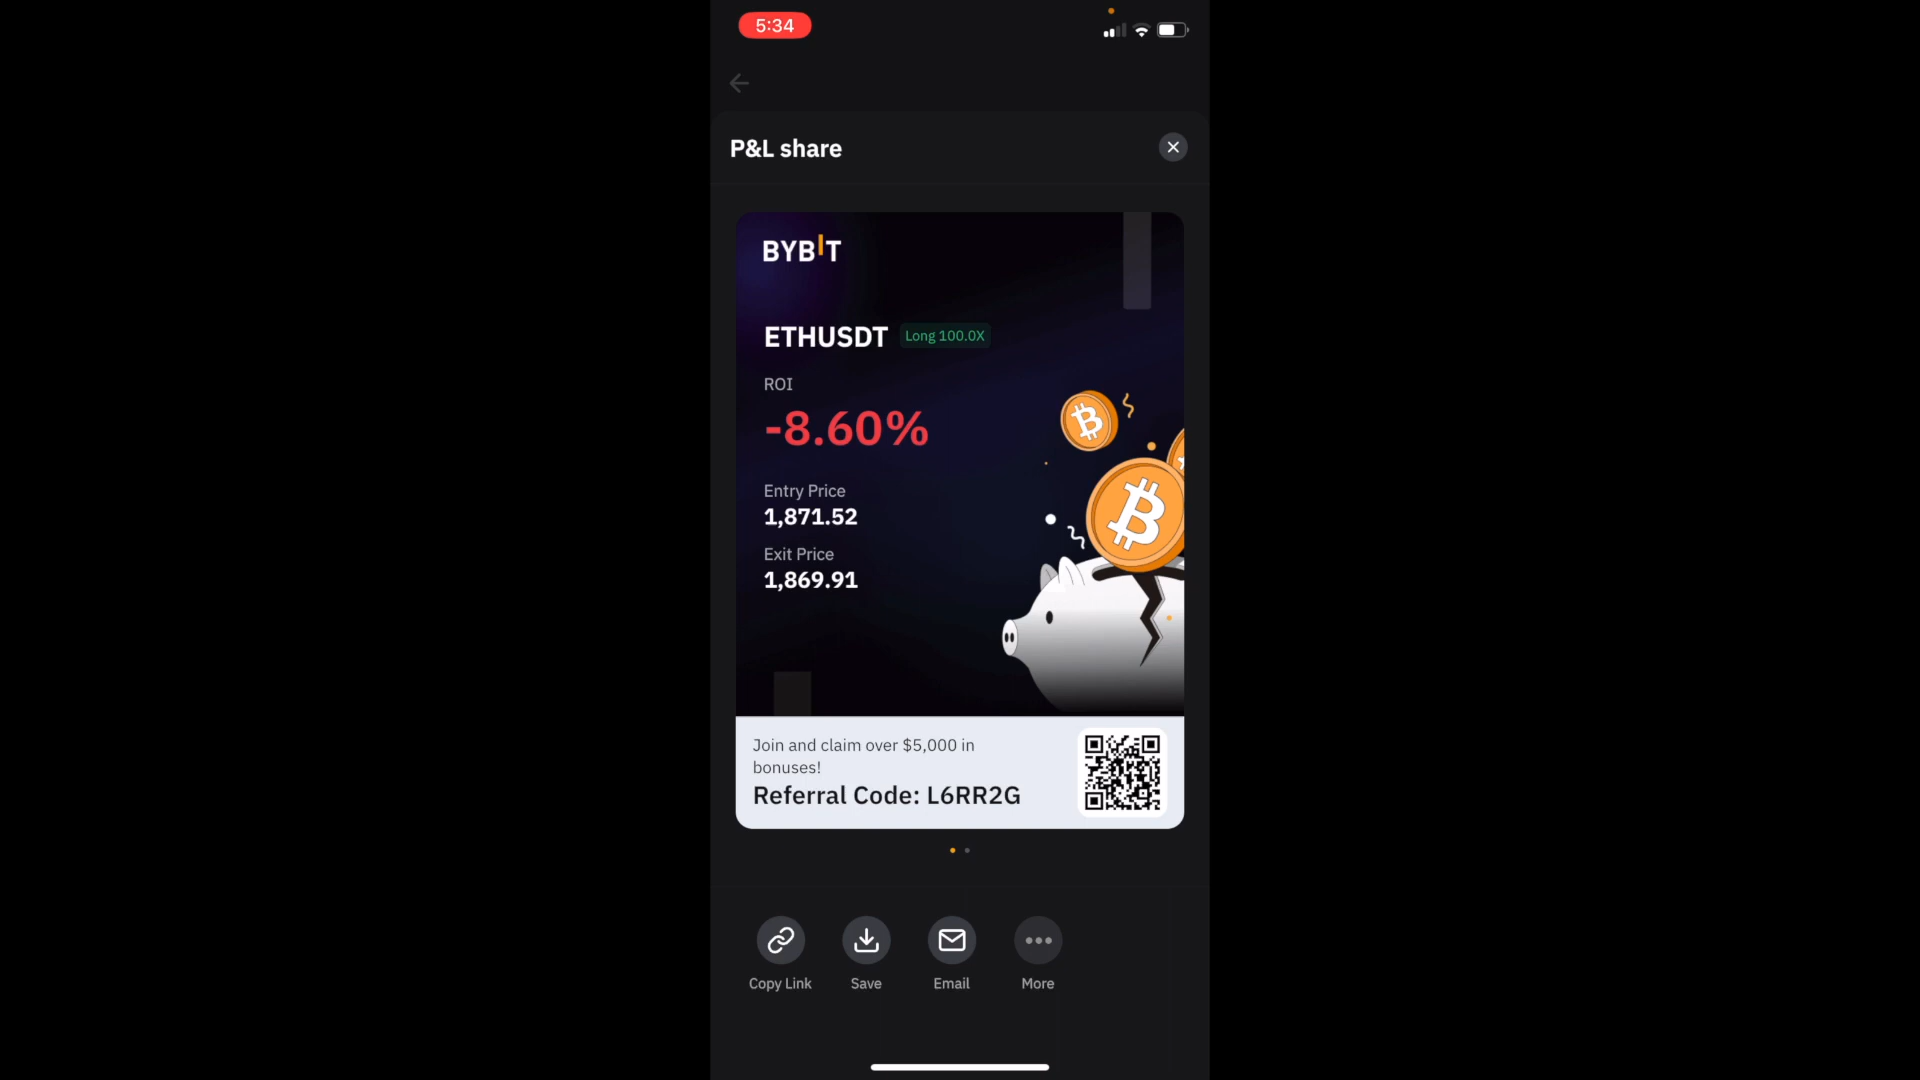 5:34
P&L share
BYBIT
ETHUSDT Long 100.0X
ROI
-8.60%
Entry Price
1,871.52
Exit Price
1,869.91
Join and claim over $5,000 in
bonuses!
Referral Code: L6RR2G
Copy Link Save Email More